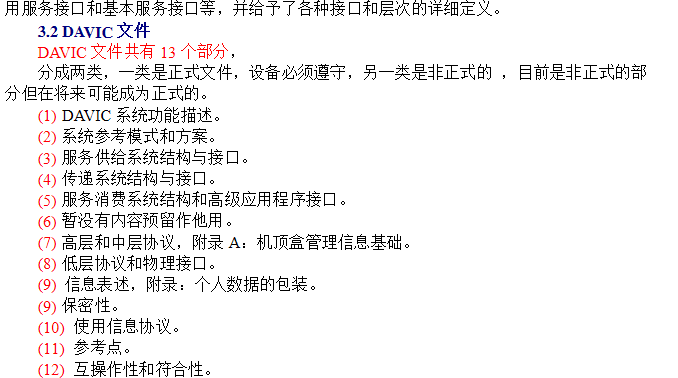 用服务接口和基本服务接口等，并给予了各种接口和层次的详细定义。
3.2 DAVIC 文件
DAVIC 文件共有 13 个部分，
分成两类，一类是正式文件，设备必须遵守，另一类是非正式的 ，目前是非正式的部
分但在将来可能成为正式的。
(1) DAVIC 系统功能描述。
(2) 系统参考模式和方案。
(3) 服务供给系统结构与接口。
(4) 传递系统结构与接口。
(5) 服务消费系统结构和高级应用程序接口。
(6) 暂没有内容预留作他用。
(7) 高层和中层协议，附录 A：机顶盒管理信息基础。
(8) 低层协议和物理接口。
(9) 信息表述，附录：个人数据的包装。
(9) 保密性。
(10) 使用信息协议。
(11) 参考点。
(12) 互操作性和符合性。